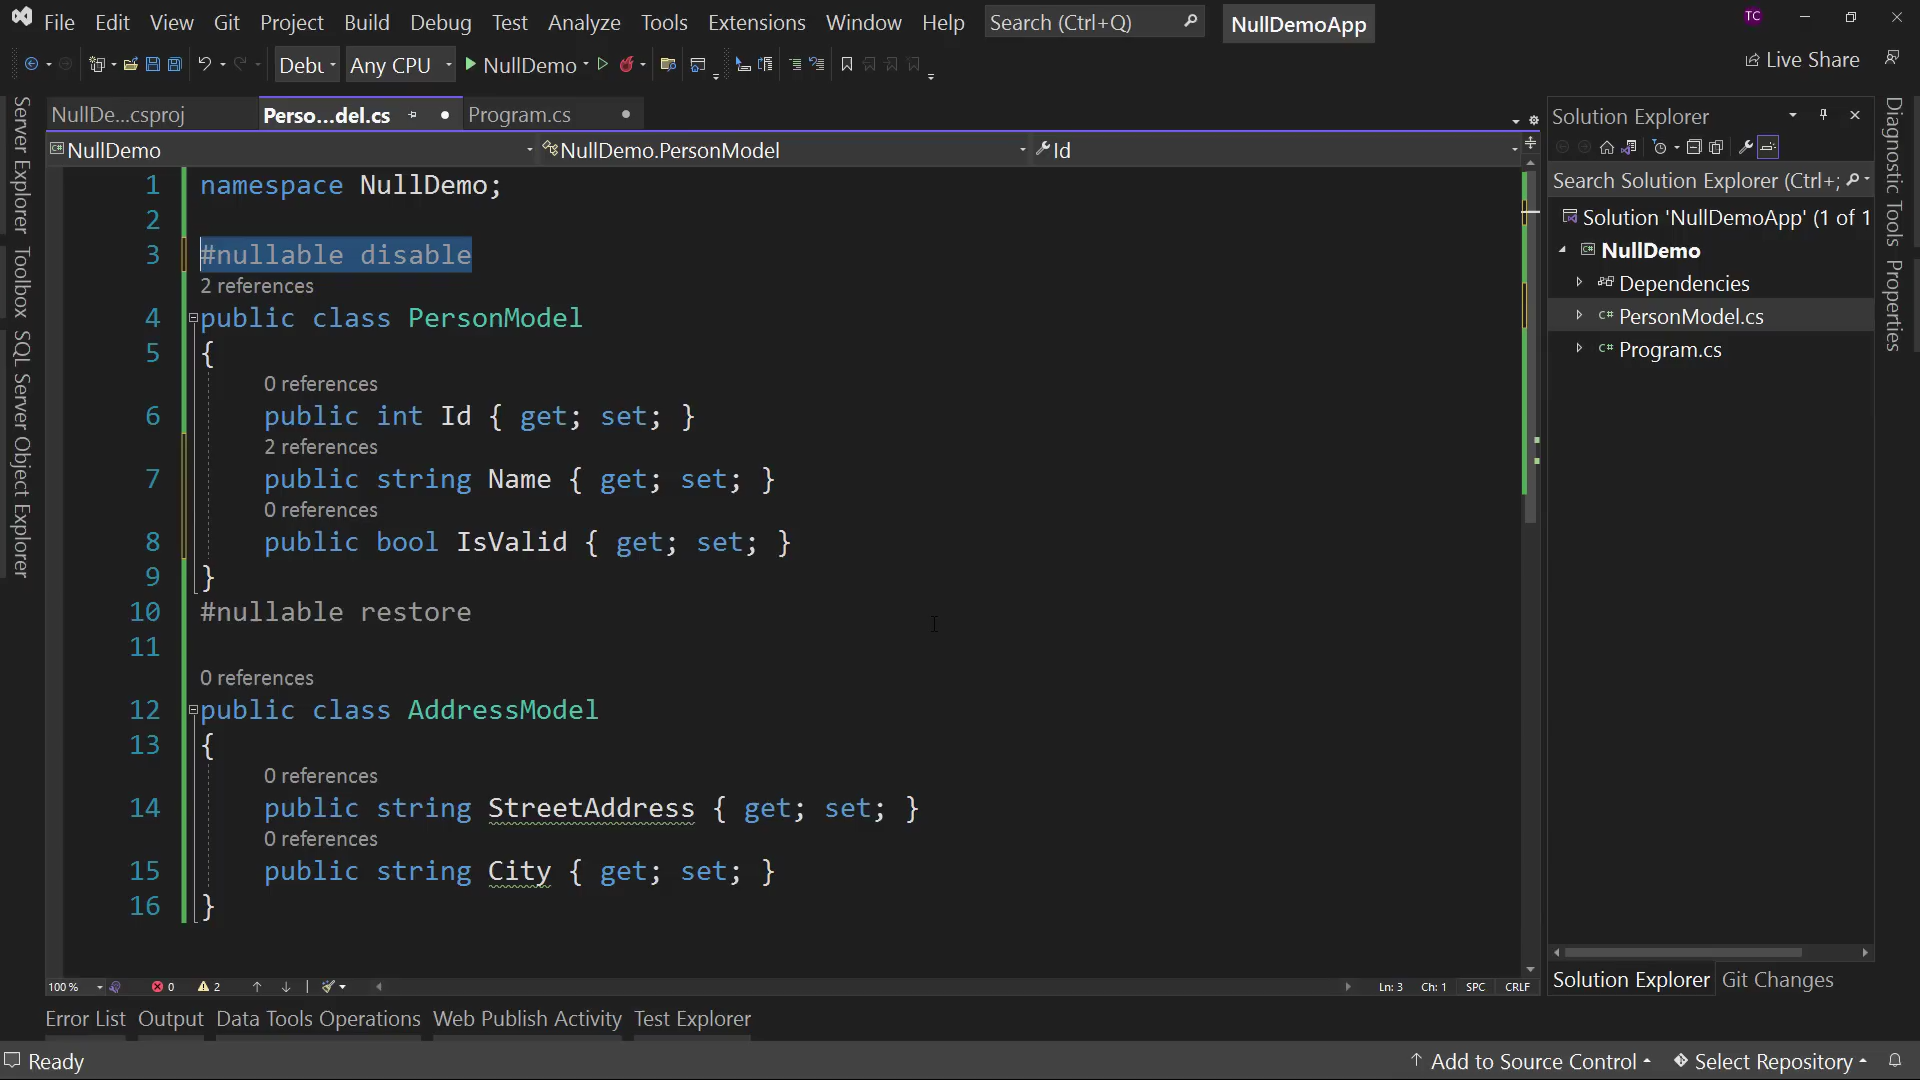 File Edit View Git Project Build Debug Test Analyze Tools Extensions Window Help Search (Ctrl+Q) NullDemoApp TC
Debu Any CPU NullDemo Live Share
NullDe...csproj Perso...del.cs Program.cs
NullDemo NullDemo.PersonModel Id
1 namespace NullDemo;
2
3 #nullable disable
2 references
4 public class PersonModel
5 {
0 references
6 public int Id { get; set; }
2 references
7 public string Name { get; set; }
0 references
8 public bool IsValid { get; set; }
9 }
10 #nullable restore
11
0 references
12 public class AddressModel
13 {
0 references
14 public string StreetAddress { get; set; }
0 references
15 public string City { get; set; }
16 }
100 % 0 2 Ln: 3 Ch: 1 SPC CRLF
Server Explorer
Toolbox
SQL Server Object Explorer
Solution Explorer
Search Solution Explorer (Ctrl+;
Solution 'NullDemoApp' (1 of 1
NullDemo
Dependencies
PersonModel.cs
Program.cs
Solution Explorer Git Changes
Diagnostic Tools
Properties
Error List Output Data Tools Operations Web Publish Activity Test Explorer
Ready Add to Source Control Select Repository